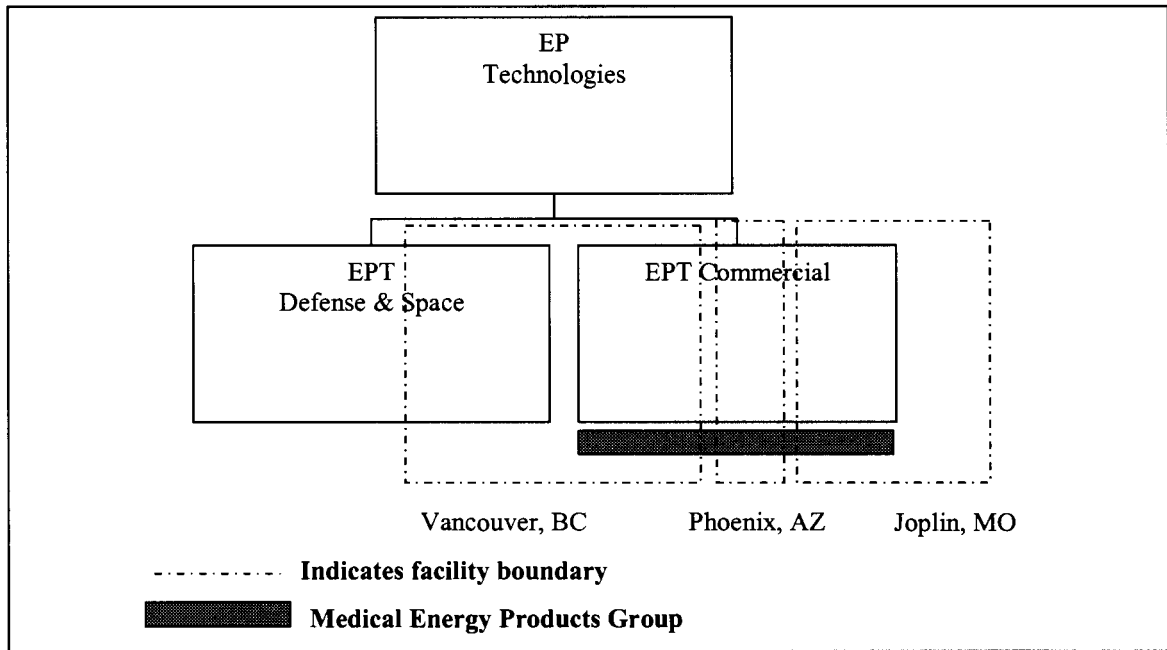 EP
Technologies
EPT
Defense & Space
EPT Commercial
Vancouver, BC
Phoenix, AZ
Joplin, MO
Indicates facility boundary
Medical Energy Products Group